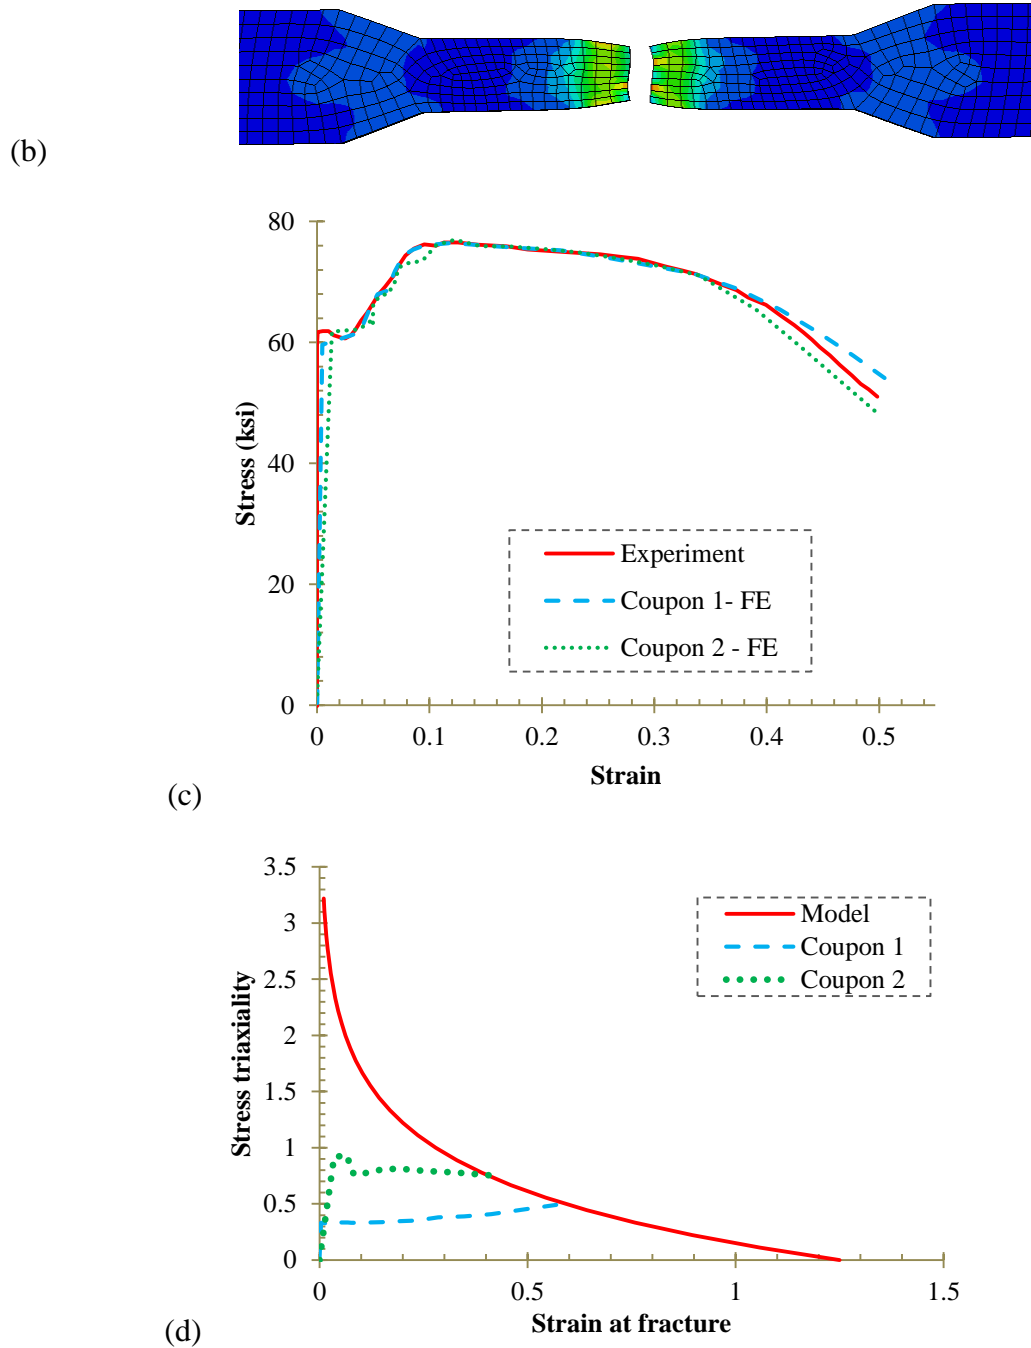 (b)
80
60
40
20
0
Stress (ksi)
Experiment
Coupon 1- FE
Coupon 2 - FE
0 0.1 0.2 0.3 0.4 0.5
Strain
(c)
3.5
3
2.5
2
1.5
1
0.5
0
Stress triaxiality
Model
Coupon 1
Coupon 2
0 0.5 1 1.5
Strain at fracture
(d)